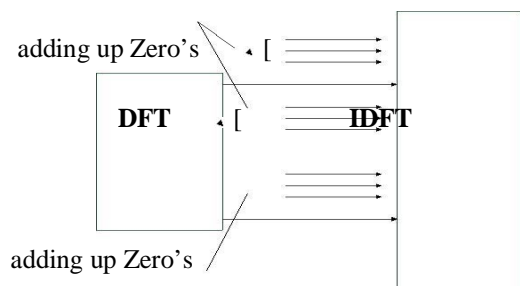 adding up Zero's [
DFT [ IDFT
adding up Zero's